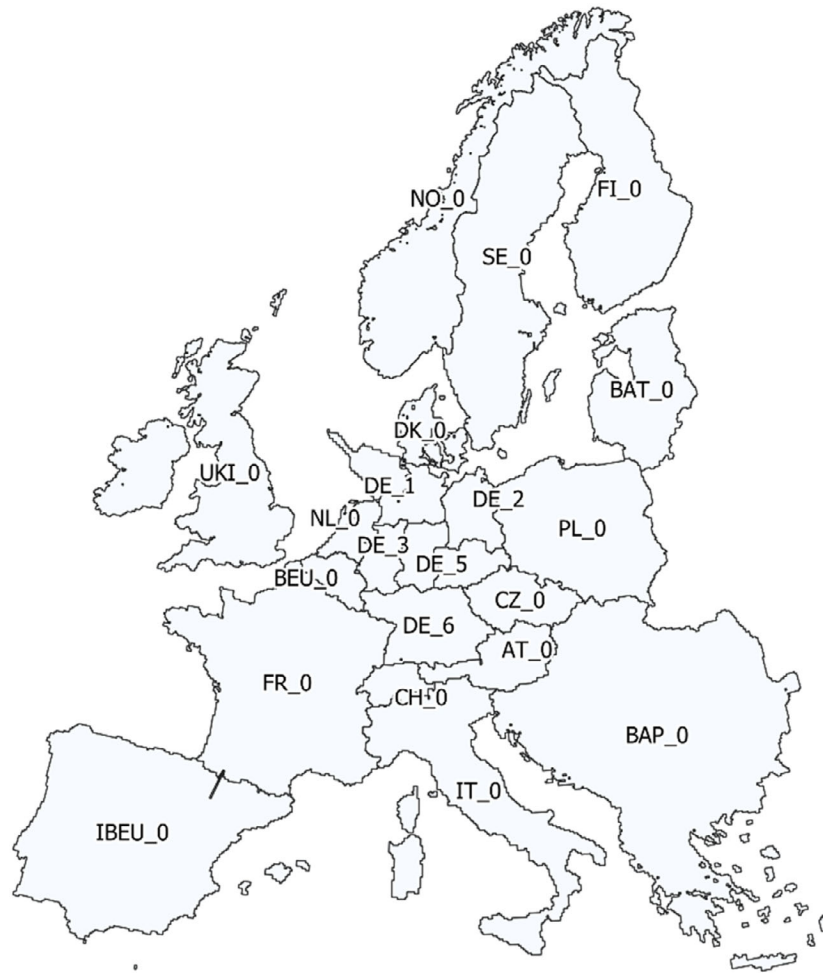 NO_0
FI_0
SE_0
BAT_0
DK_0
UKI_0
DE_1
DE_2
NL_0
PL_0
DE_3
DE_5
BEU_0
CZ_0
DE_6
AT_0
FR_0
CH_0
BAP_0
IT_0
IBEU_0